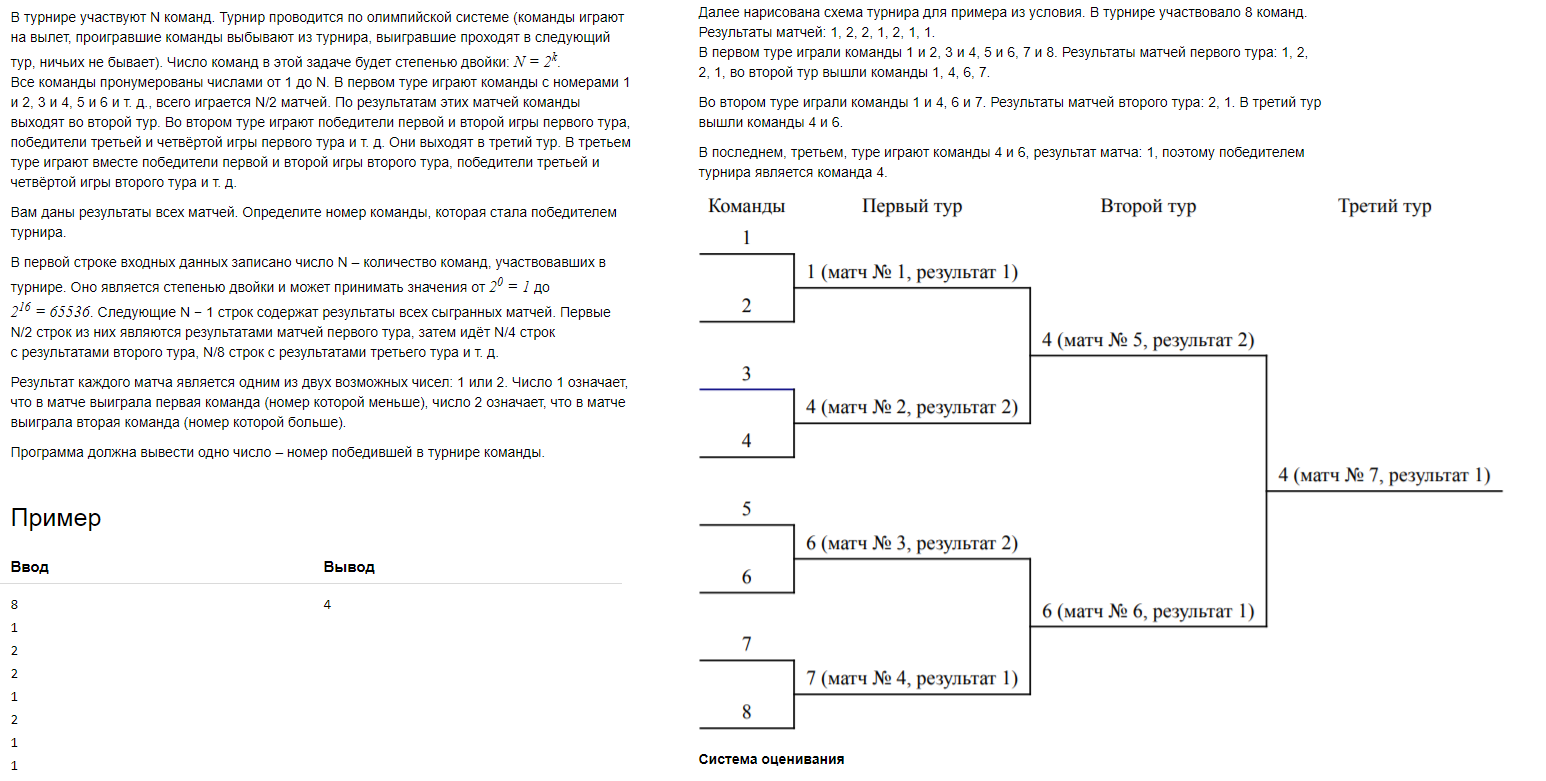 В турнире участвуют N команд. Турнир проводится по олимпийской системе (команды играют
на вылет, проигравшие команды выбывают из турнира, выигравшие проходят в следующий
тур, ничьих не бывает). Число команд в этой задаче будет степенью двойки: N = 2^k.
Все команды пронумерованы числами от 1 до N. В первом туре играют команды с номерами 1
и 2, 3 и 4, 5 и 6 и т. д., всего играется N/2 матчей. По результатам этих матчей команды
выходят во второй тур. Во втором туре играют победители первой и второй игры первого тура,
победители третьей и четвёртой игры первого тура и т. д. Они выходят в третий тур. В третьем
туре играют вместе победители первой и второй игры второго тура, победители третьей и
четвёртой игры второго тура и т. д.
Вам даны результаты всех матчей. Определите номер команды, которая стала победителем
турнира.
В первой строке входных данных записано число N – количество команд, участвовавших в
турнире. Оно является степенью двойки и может принимать значения от 2^0 = 1 до
2^16 = 65536. Следующие N − 1 строк содержат результаты всех сыгранных матчей. Первые
N/2 строк из них являются результатами матчей первого тура, затем идёт N/4 строк
с результатами второго тура, N/8 строк с результатами третьего тура и т. д.
Результат каждого матча является одним из двух возможных чисел: 1 или 2. Число 1 означает,
что в матче выиграла первая команда (номер которой меньше), число 2 означает, что в матче
выиграла вторая команда (номер которой больше).
Программа должна вывести одно число – номер победившей в турнире команды.
Пример
Ввод Вывод
8 4
1
2
2
1
2
1
1
Далее нарисована схема турнира для примера из условия. В турнире участвовало 8 команд.
Результаты матчей: 1, 2, 2, 1, 2, 1, 1.
В первом туре играли команды 1 и 2, 3 и 4, 5 и 6, 7 и 8. Результаты матчей первого тура: 1, 2,
2, 1, во второй тур вышли команды 1, 4, 6, 7.
Во втором туре играли команды 1 и 4, 6 и 7. Результаты матчей второго тура: 2, 1. В третий тур
вышли команды 4 и 6.
В последнем, третьем, туре играют команды 4 и 6, результат матча: 1, поэтому победителем
турнира является команда 4.
Команды Первый тур Второй тур Третий тур
1
1 (матч № 1, результат 1)
2
4 (матч № 5, результат 2)
3
4 (матч № 2, результат 2)
4
4 (матч № 7, результат 1)
5
6 (матч № 3, результат 2)
6
6 (матч № 6, результат 1)
7
7 (матч № 4, результат 1)
8
Система оценивания